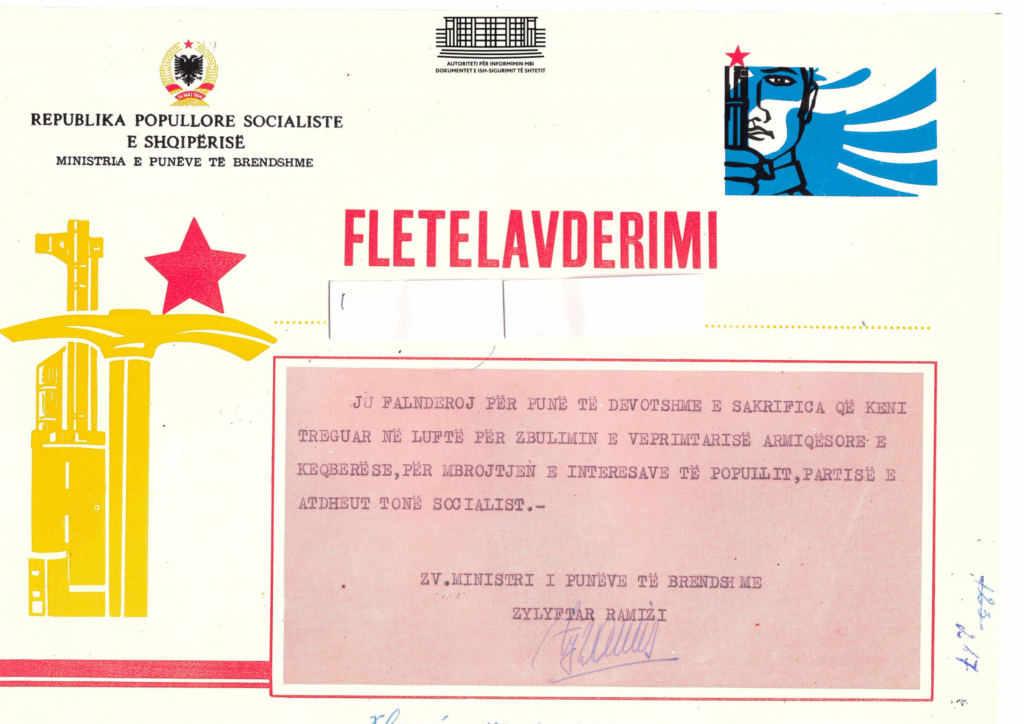 AUTORITETI PËR INFORMIMIN MBI
DOKUMENTET E ISH-SIGURIMIT TË SHTETIT
REPUBLIKA POPULLORE SOCIALISTE
E SHQIPËRISË
MINISTRIA E PUNËVE TË BRENDSHME
FLETELAVDERIMI
JU FALNDEROJ PËR PUNË TË DEVOTSHME E SAKRIFICA QË KENI
TREGUAR NË LUFTË PËR ZBULIMIN E VEPRIMTARISË ARMIQËSORE E
KEQBERËSE,PËR MBROJTJEN E INTERESAVE TË POPULLIT,PARTISË E
ATDHEUT TONË SOCIALIST.-
ZV.MINISTRI I PUNËVE TË BRENDSHME
ZYLYFTAR RAMIZI
217